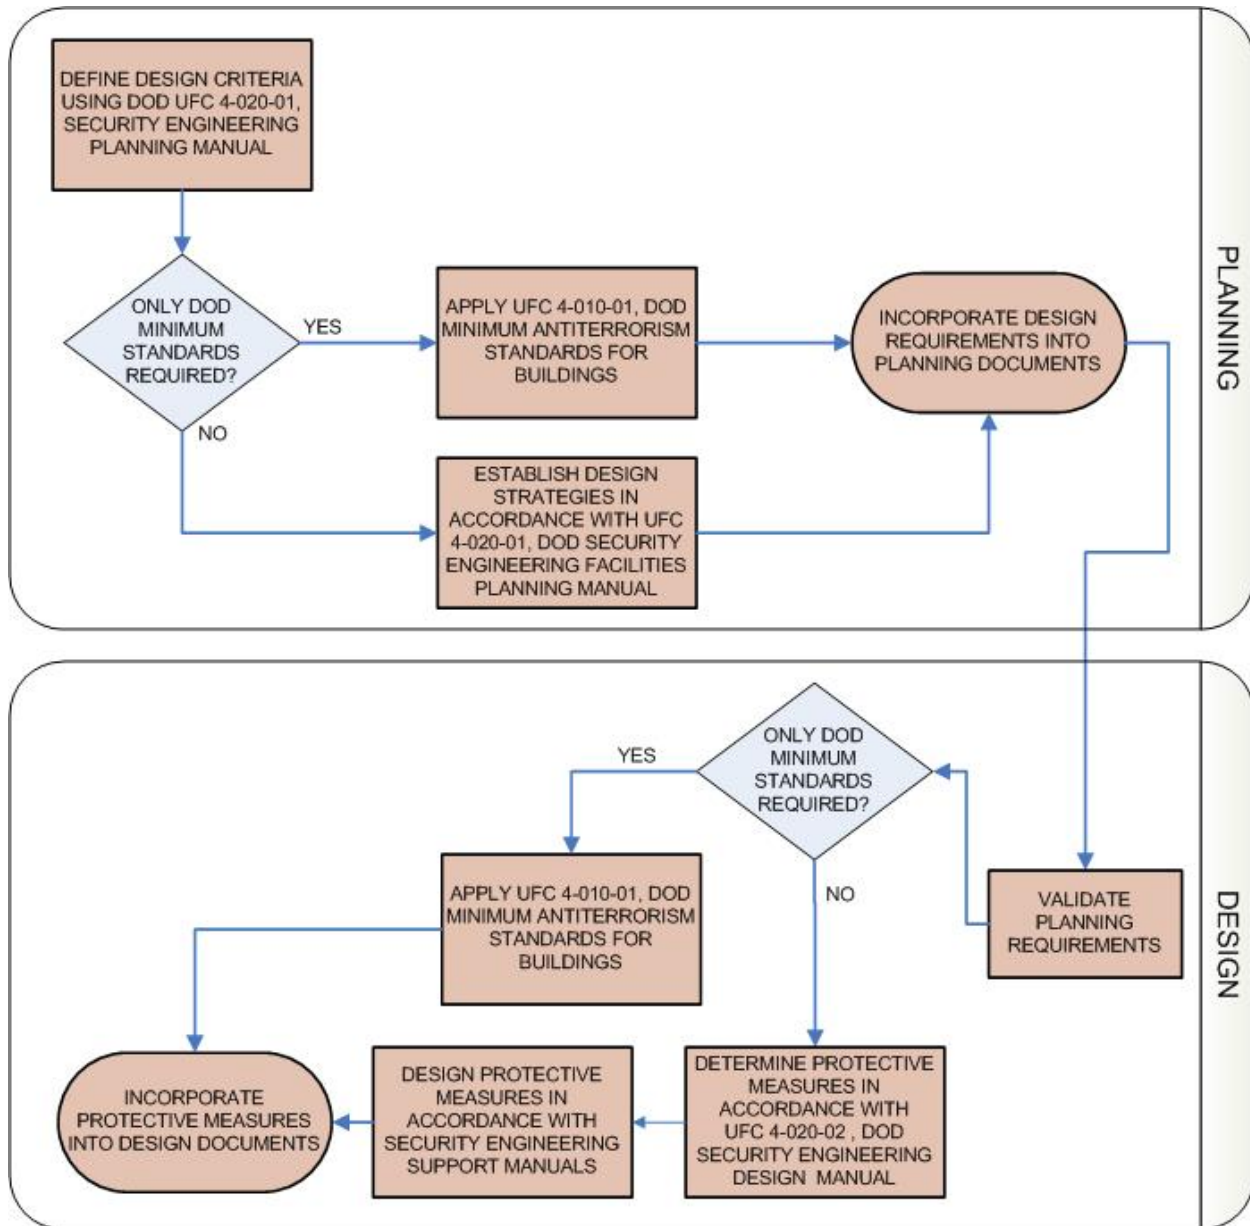 DEFINE DESIGN CRITERIA
USING DOD UFC 4-020-01,
SECURITY ENGINEERING
PLANNING MANUAL
ONLY DOD
MINIMUM
STANDARDS
REQUIRED?
YES
NO
APPLY UFC 4-010-01, DOD
MINIMUM ANTITERRORISM
STANDARDS FOR
BUILDINGS
ESTABLISH DESIGN
STRATEGIES IN
ACCORDANCE WITH UFC
4-020-01, DOD SECURITY
ENGINEERING FACILITIES
PLANNING MANUAL
INCORPORATE DESIGN
REQUIREMENTS INTO
PLANNING DOCUMENTS
PLANNING
VALIDATE
PLANNING
REQUIREMENTS
ONLY DOD
MINIMUM
STANDARDS
REQUIRED?
YES
NO
APPLY UFC 4-010-01, DOD
MINIMUM ANTITERRORISM
STANDARDS FOR
BUILDINGS
DETERMINE PROTECTIVE
MEASURES IN
ACCORDANCE WITH
UFC 4-020-02 , DOD
SECURITY ENGINEERING
DESIGN MANUAL
DESIGN PROTECTIVE
MEASURES IN
ACCORDANCE WITH
SECURITY ENGINEERING
SUPPORT MANUALS
INCORPORATE
PROTECTIVE MEASURES
INTO DESIGN DOCUMENTS
DESIGN